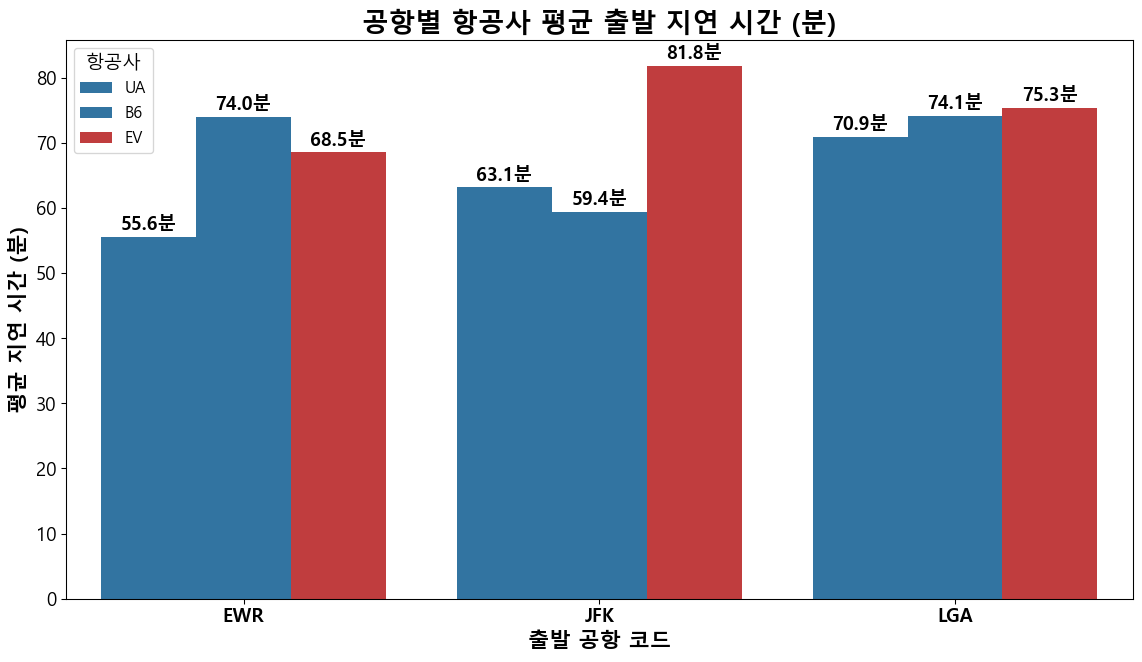 공항별 항공사 평균 출발 지연 시간 (분)
항공사
UA
B6
EV
평균 지연 시간 (분)
80
70
60
50
40
30
20
10
0
55.6분
74.0분
68.5분
63.1분
59.4분
81.8분
70.9분
74.1분
75.3분
EWR
JFK
LGA
출발 공항 코드